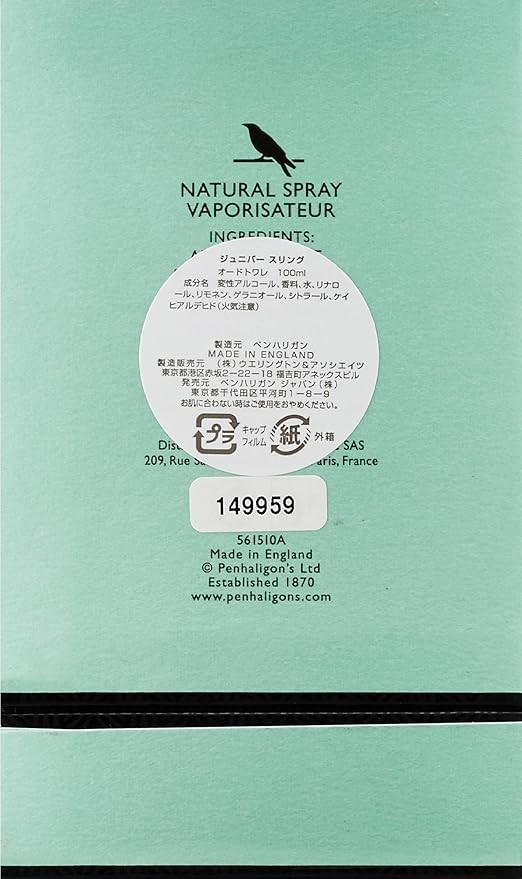 NATURAL SPRAY
VAPORISATEUR
INGREDIENTS:
ジュニパー スリング
オードトワレ 100ml
成分名 変性アルコール、香料、水、リナロ
ール、リモネン、ゲラニオール、シトラール、ケイ
ヒアルデヒド(火気注意)
製造元 ペンハリガン
MADE IN ENGLAND
製造販売元 (株)ウエリントン&アソシエイツ
東京都港区赤坂2-22-18 福吉町アネックスビル
発売元 ペンハリガン ジャパン(株)
東京都千代田区平河町1-8-9
お肌に合わない時はご使用をおやめください。
プラ キャップ フィルム 紙 外箱
SAS
209, Rue Paris, France
149959
561510A
Made in England
© Penhaligon's Ltd
Established 1870
www.penhaligons.com